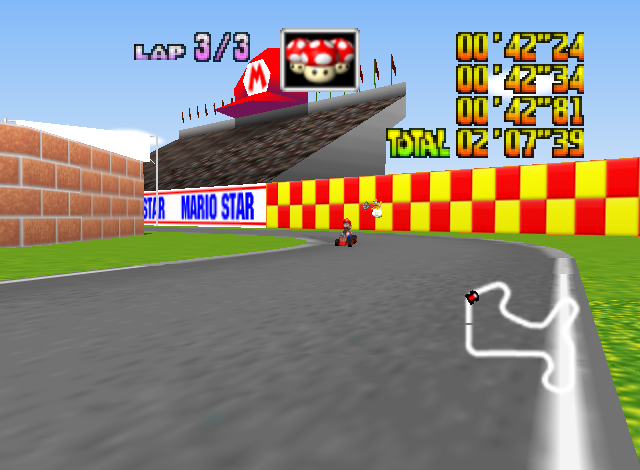 LAP 3/3
00'42"24
00'42"34
00'42"81
TOTAL 02'07"39
M
STAR MARIO STAR